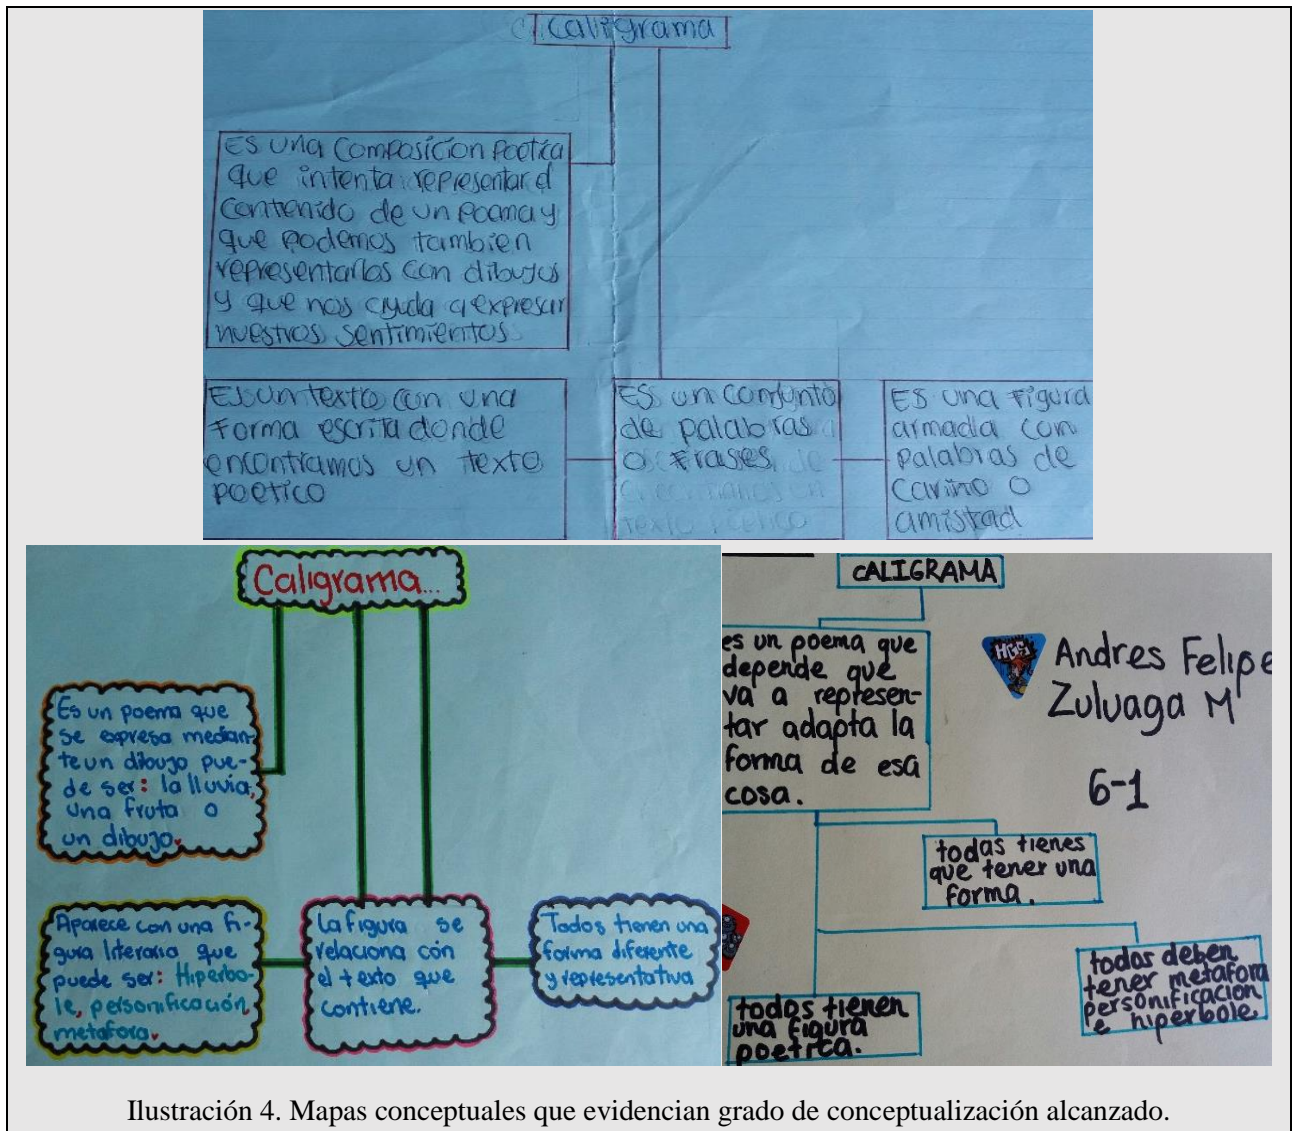 Caligrama
Es una composicion poetica
que intenta representar el
contenido de un poema y
que podemos tambien
representarlos con dibujos
y que nos ayuda a expresar
nuestros sentimientos.
Es un texto con una
forma escrita donde
encontramos un texto
poetico
Es un conjunto
de palabras
o frases
Es una figura
armada con
palabras de
cariño o
amistad
Caligrama...
Es un poema que
se expresa median-
te un dibujo pue-
de ser: la lluvia,
una fruta o
un dibujo.
Aparece con una fi-
gura literaria que
puede ser: Hiperbo-
le, personificación,
metafora.
La figura se
relaciona con
el texto que
contiene.
Todos tienen una
forma diferente
y representativa
CALIGRAMA
es un poema que
depende que
va a represen-
tar adapta la
forma de esa
cosa.
HGS
Andres Felipe
Zuluaga M
6-1
todas tienes
que tener una
forma.
todos tienen
una figura
poetica.
todas deben
tener metafora
personificacion
e hiperbole.
Ilustración 4. Mapas conceptuales que evidencian grado de conceptualización alcanzado.